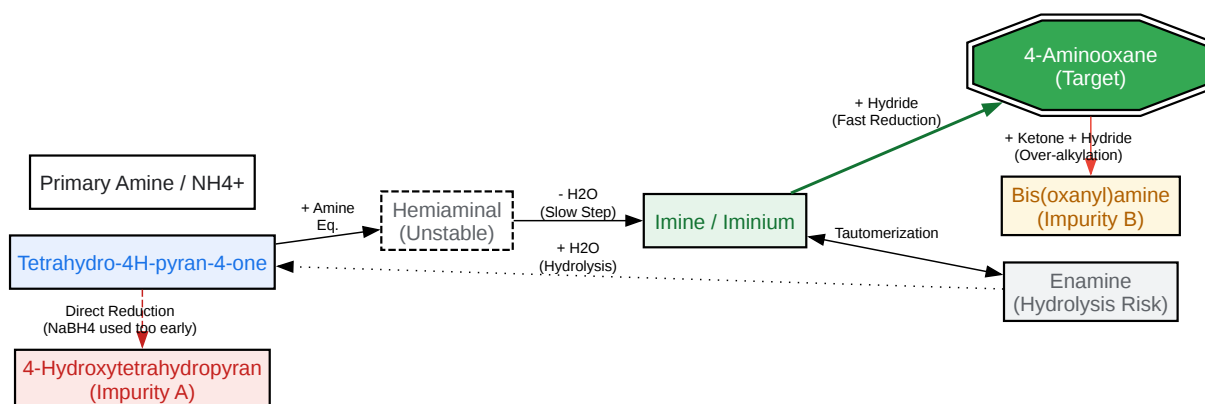 4-Aminooxane
(Target)
+ Hydride
(Fast Reduction)
+ Ketone + Hydride
(Over-alkylation)
Primary Amine / NH4+
Bis(oxanyl)amine
(Impurity B)
+ Amine
Eq.
Hemiaminal
(Unstable)
- H2O
(Slow Step)
Imine / Iminium
Tautomerization
Tetrahydro-4H-pyran-4-one
+ H2O
(Hydrolysis)
Enamine
(Hydrolysis Risk)
Direct Reduction
(NaBH4 used too early)
4-Hydroxytetrahydropyran
(Impurity A)